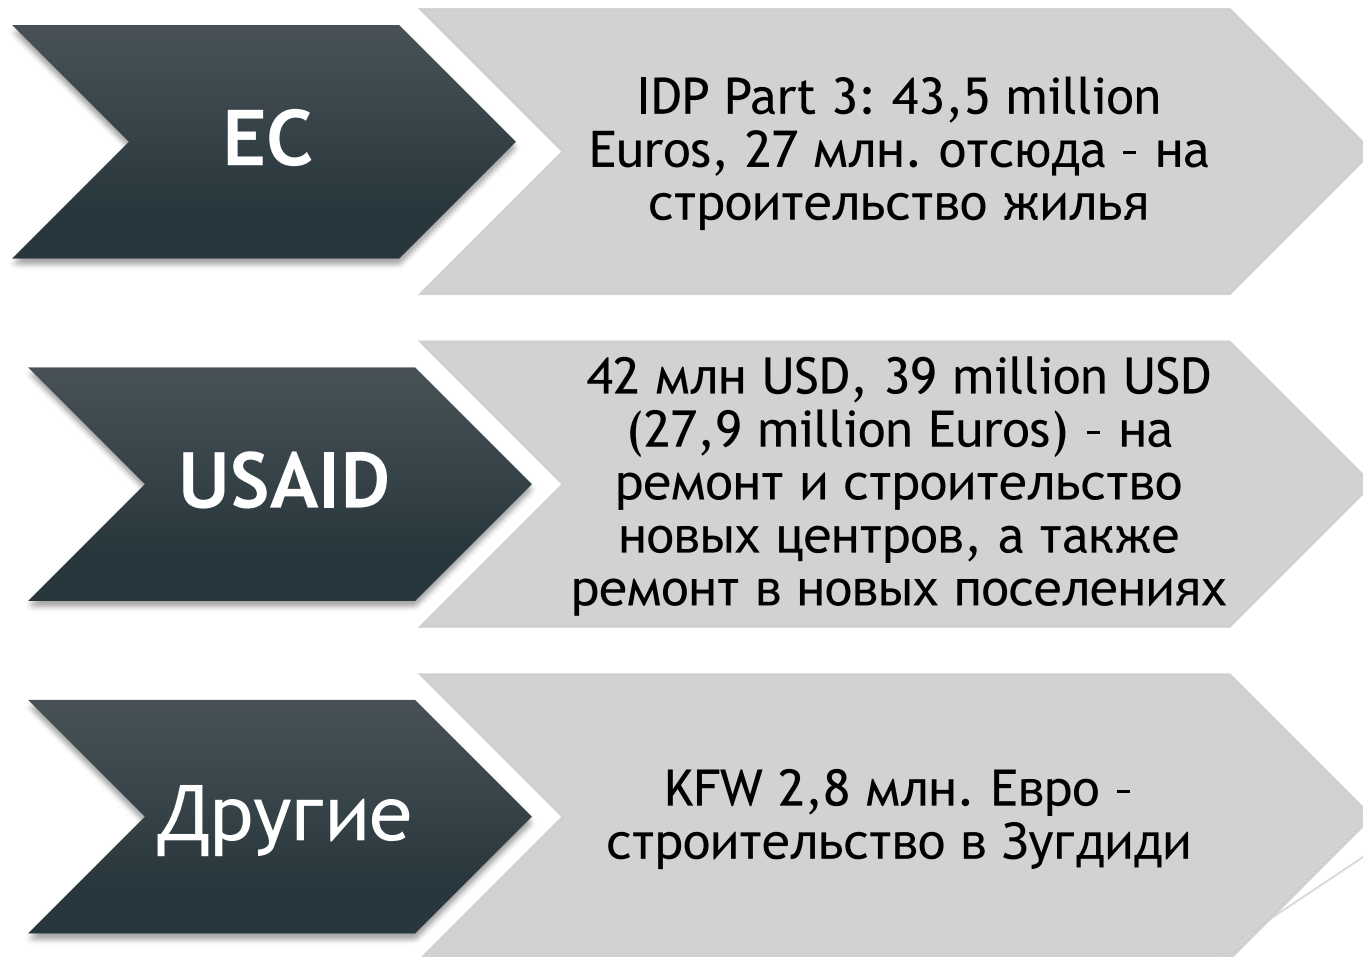 ЕС
IDP Part 3: 43,5 million
Euros, 27 млн. отсюда – на
строительство жилья
USAID
42 млн USD, 39 million USD
(27,9 million Euros) – на
ремонт и строительство
новых центров, а также
ремонт в новых поселениях
Другие
KFW 2,8 млн. Евро –
строительство в Зугдиди